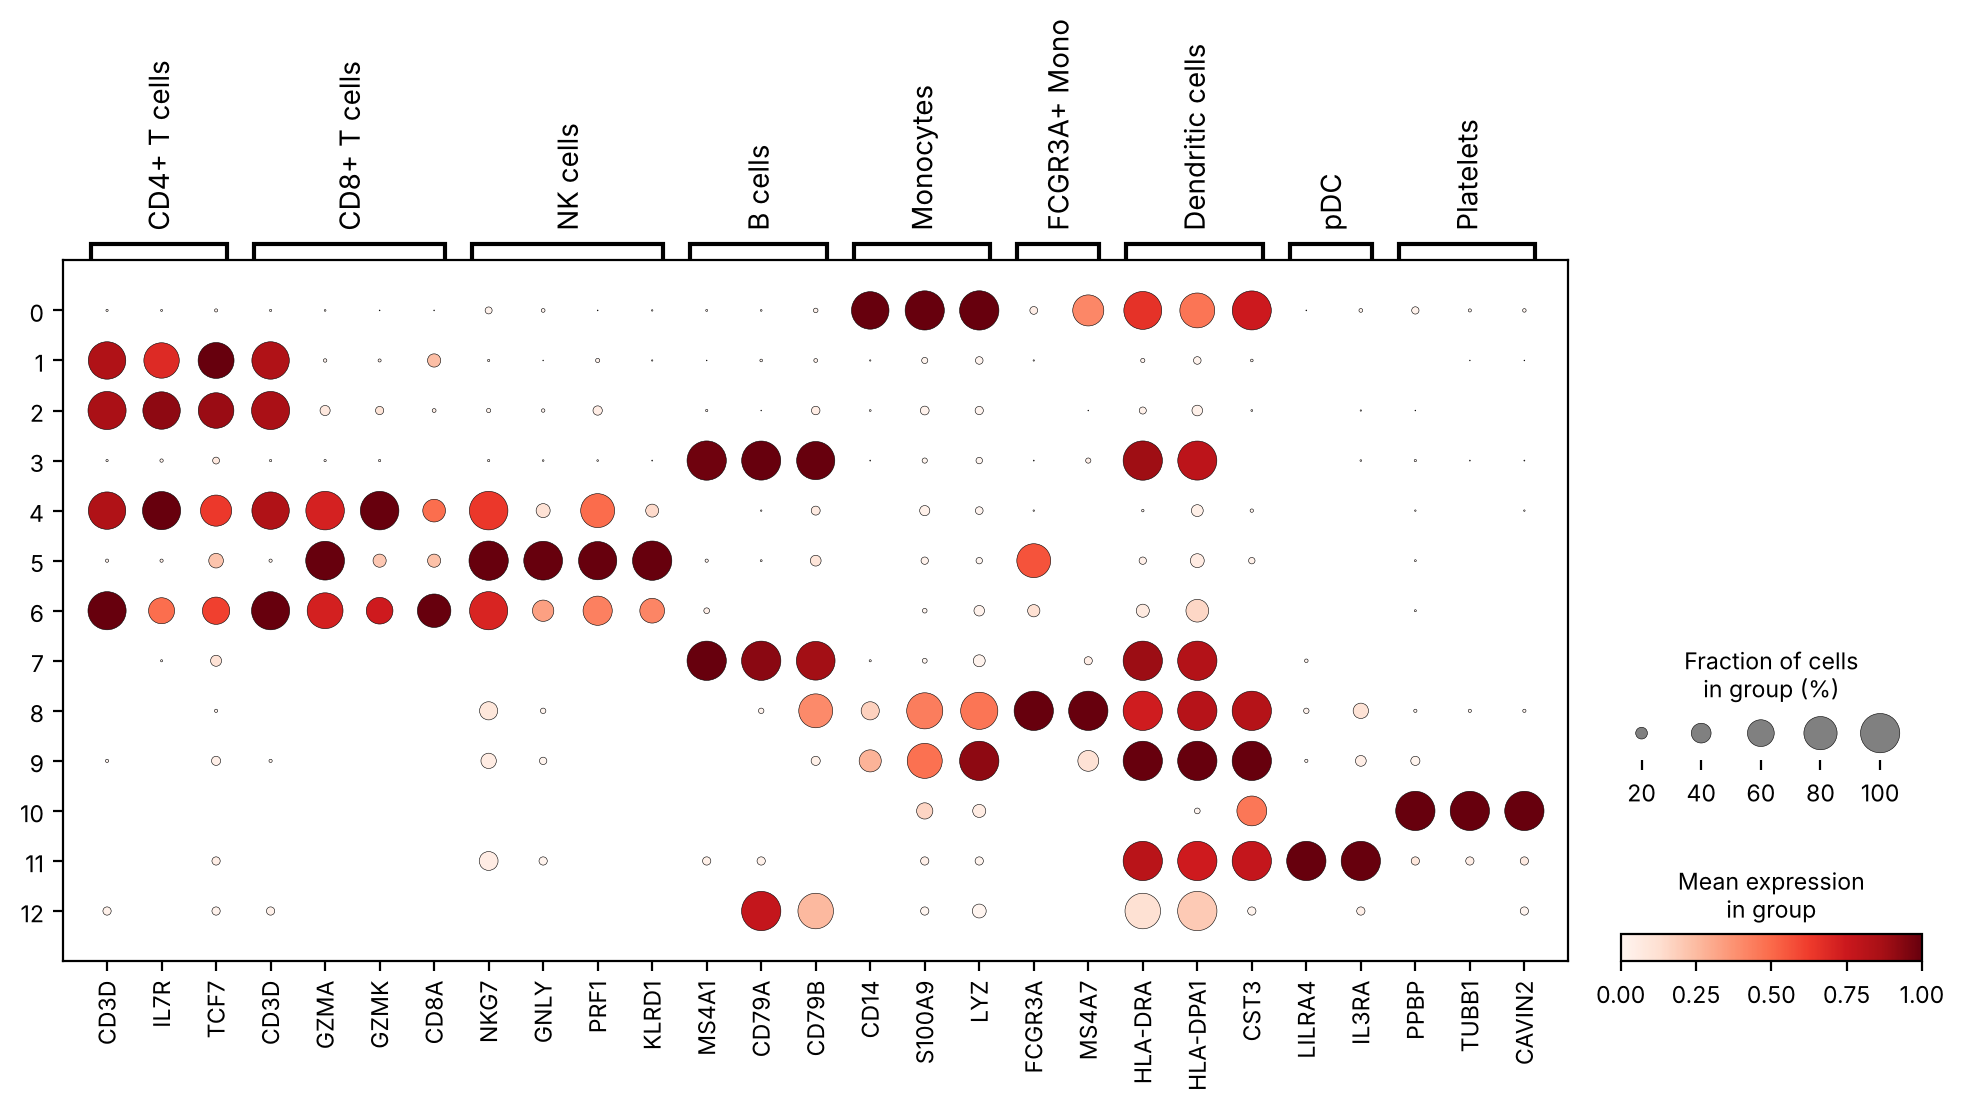 CD4+ T cells
CD8+ T cells
NK cells
B cells
Monocytes
FCGR3A+ Mono
Dendritic cells
pDC
Platelets
0
1
2
3
4
5
6
7
8
9
10
11
12
CD3D
IL7R
TCF7
CD3D
GZMA
GZMK
CD8A
NKG7
GNLY
PRF1
KLRD1
MS4A1
CD79A
CD79B
CD14
S100A9
LYZ
FCGR3A
MS4A7
HLA-DRA
HLA-DPA1
CST3
LILRA4
IL3RA
PPBP
TUBB1
CAVIN2
Fraction of cells
in group (%)
20 40 60 80 100
Mean expression
in group
0.00 0.25 0.50 0.75 1.00